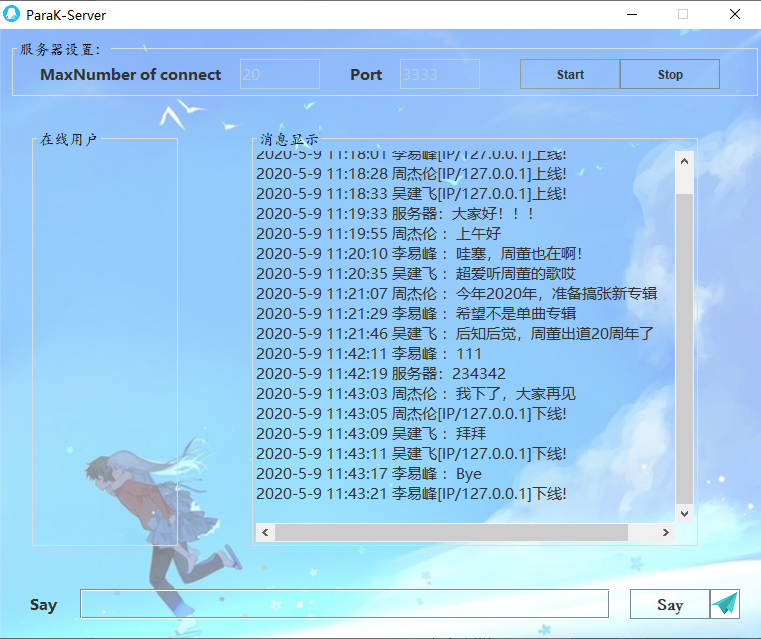 ParaK-Server
服务器设置：
MaxNumber of connect 20 Port 3333 Start Stop
在线用户
消息显示
2020-5-9 11:18:01 李易峰[IP/127.0.0.1]上线!
2020-5-9 11:18:28 周杰伦[IP/127.0.0.1]上线!
2020-5-9 11:18:33 吴建飞[IP/127.0.0.1]上线!
2020-5-9 11:19:33 服务器：大家好！！！
2020-5-9 11:19:55 周杰伦： 上午好
2020-5-9 11:20:10 李易峰： 哇塞，周董也在啊！
2020-5-9 11:20:35 吴建飞： 超爱听周董的歌哎
2020-5-9 11:21:07 周杰伦： 今年2020年，准备搞张新专辑
2020-5-9 11:21:29 李易峰： 希望不是单曲专辑
2020-5-9 11:21:46 吴建飞： 后知后觉，周董出道20周年了
2020-5-9 11:42:11 李易峰： 111
2020-5-9 11:42:19 服务器：234342
2020-5-9 11:43:03 周杰伦： 我下了，大家再见
2020-5-9 11:43:05 周杰伦[IP/127.0.0.1]下线!
2020-5-9 11:43:09 吴建飞： 拜拜
2020-5-9 11:43:11 吴建飞[IP/127.0.0.1]下线!
2020-5-9 11:43:17 李易峰： Bye
2020-5-9 11:43:21 李易峰[IP/127.0.0.1]下线!
Say Say